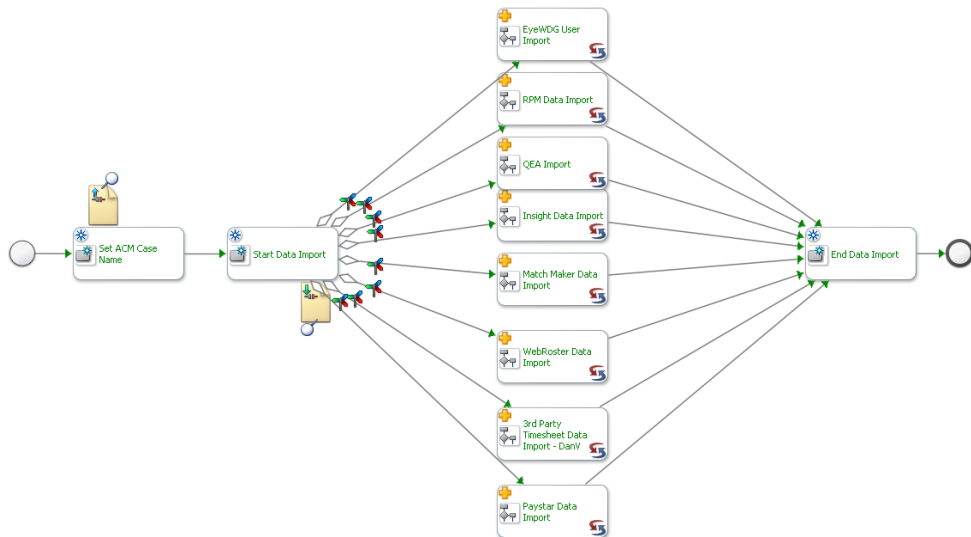 EyeWDG User
Import
RPM Data Import
QEA Import
Insight Data Import
Set ACM Case
Name
Start Data Import
End Data Import
Match Maker Data
Import
WebRoster Data
Import
3rd Party
Timesheet Data
Import - DanV
Paystar Data
Import